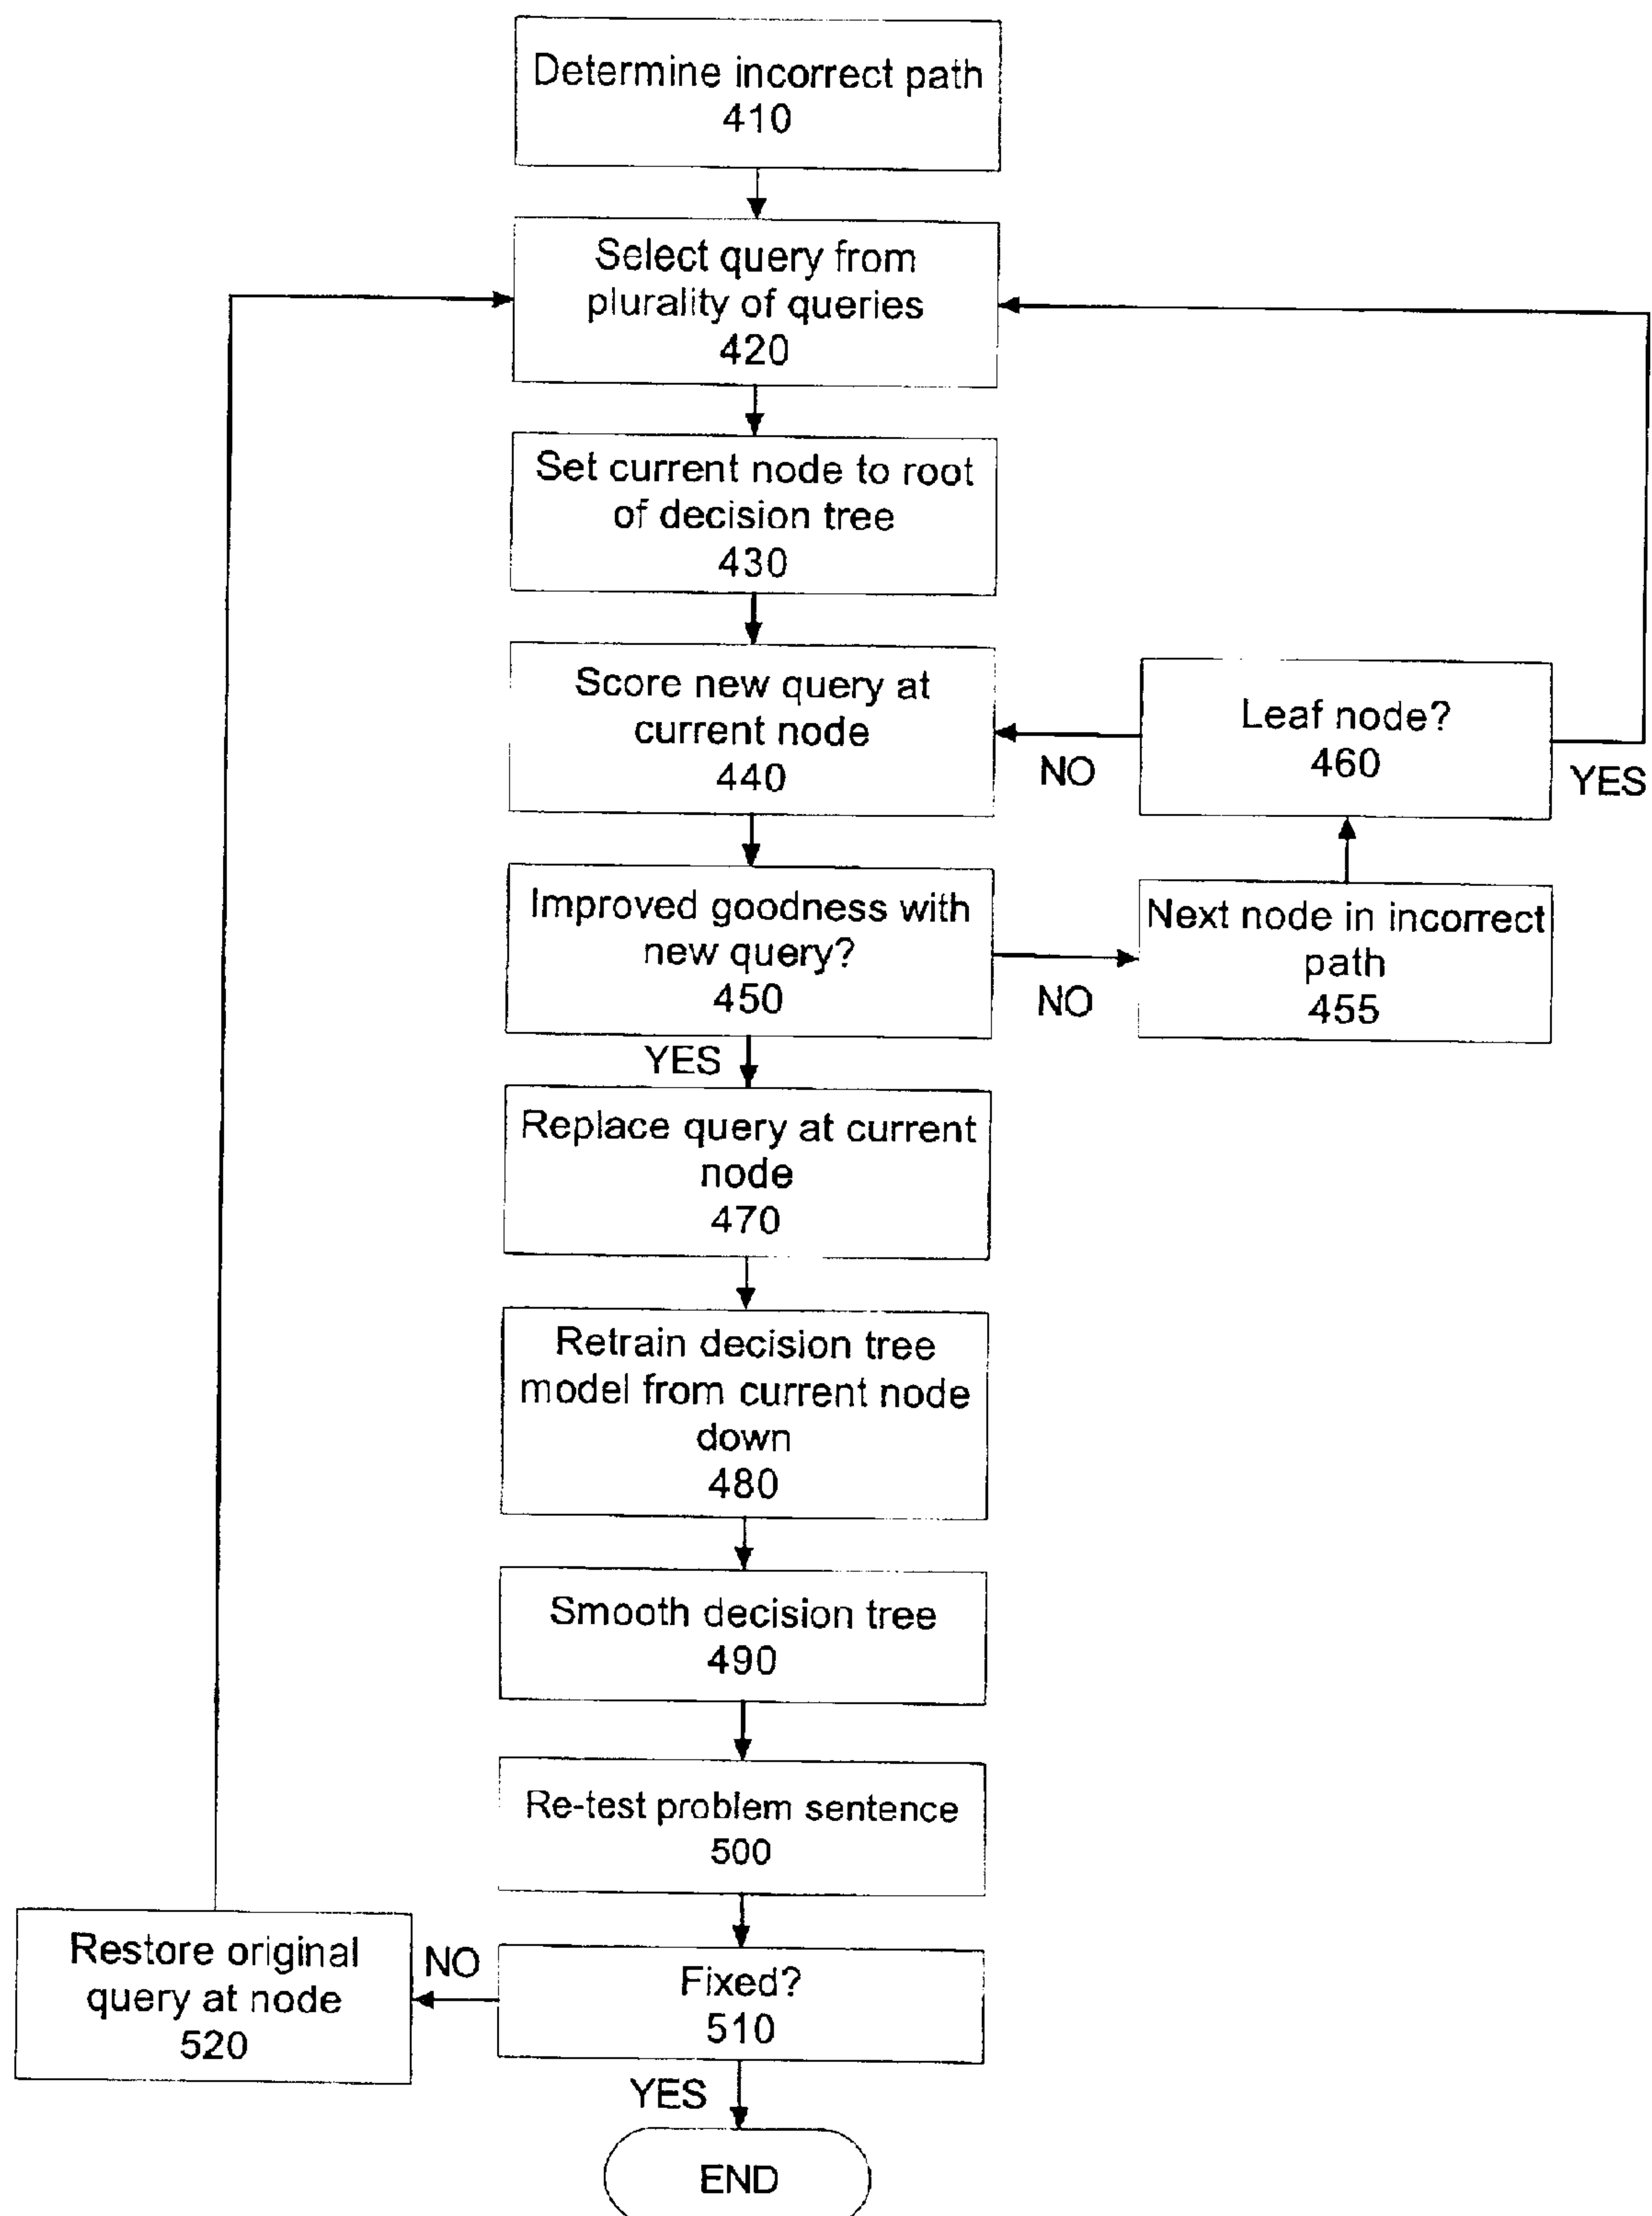 Determine incorrect path
410
Select query from
plurality of queries
420
Set current node to root
of decision tree
430
Score new query at
current node
440
NO
Leaf node?
460
YES
Improved goodness with
new query?
450
NO
Next node in incorrect
path
455
YES
Replace query at current
node
470
Retrain decision tree
model from current node
down
480
Smooth decision tree
490
Re-test problem sentence
500
Restore original
query at node
520
NO
Fixed?
510
YES
END